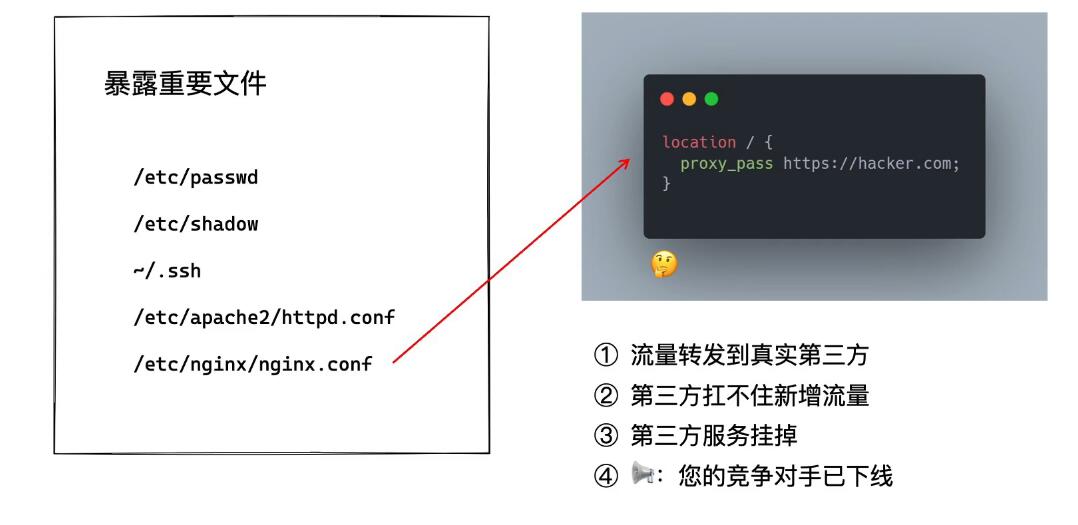 暴露重要文件
/etc/passwd
/etc/shadow
~/.ssh
/etc/apache2/httpd.conf
/etc/nginx/nginx.conf
location / {
  proxy_pass https://hacker.com;
}
① 流量转发到真实第三方
② 第三方扛不住新增流量
③ 第三方服务挂掉
④ 📢：您的竞争对手已下线